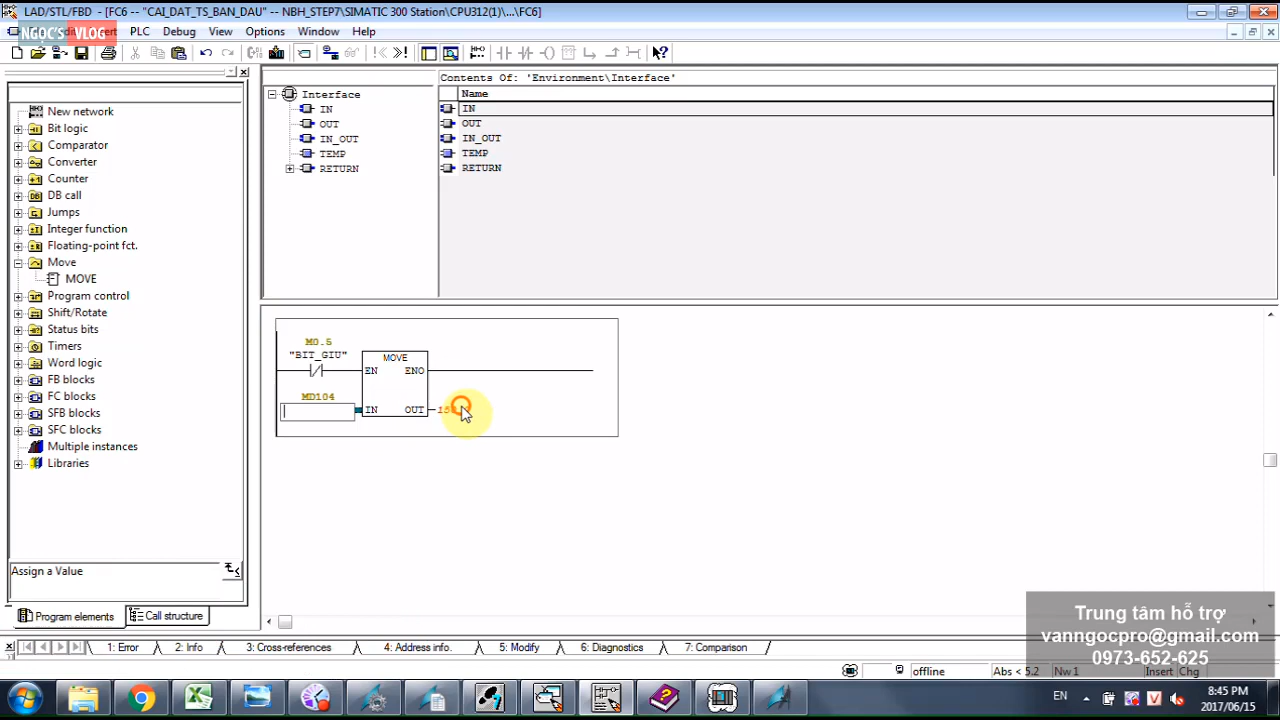 LAD/STL/FBD - [FC6 -- "CAI_DAT_TS_BAN_DAU" -- NBH_STEP7\SIMATIC 300 Station\CPU312(1)\...\FC6]
NGỌC'S VLOG
PLC Debug View Options Window Help
New network
Bit logic
Comparator
Converter
Counter
DB call
Jumps
Integer function
Floating-point fct.
Move
MOVE
Program control
Shift/Rotate
Status bits
Timers
Word logic
FB blocks
FC blocks
SFB blocks
SFC blocks
Multiple instances
Libraries
Assign a Value
Program elements Call structure
Interface
IN
OUT
IN_OUT
TEMP
RETURN
Contents Of: 'Environment\Interface'
Name
IN
OUT
IN_OUT
TEMP
RETURN
M0.5
"BIT_GIU" MOVE
EN ENO
MD104
IN OUT
Trung tâm hỗ trợ
vanngocpro@gmail.com
0973-652-625
1: Error 2: Info 3: Cross-references 4: Address info. 5: Modify 6: Diagnostics 7: Comparison
offline Abs < 5.2 Nw 1 Insert Chg
EN 8:45 PM
2017/06/15